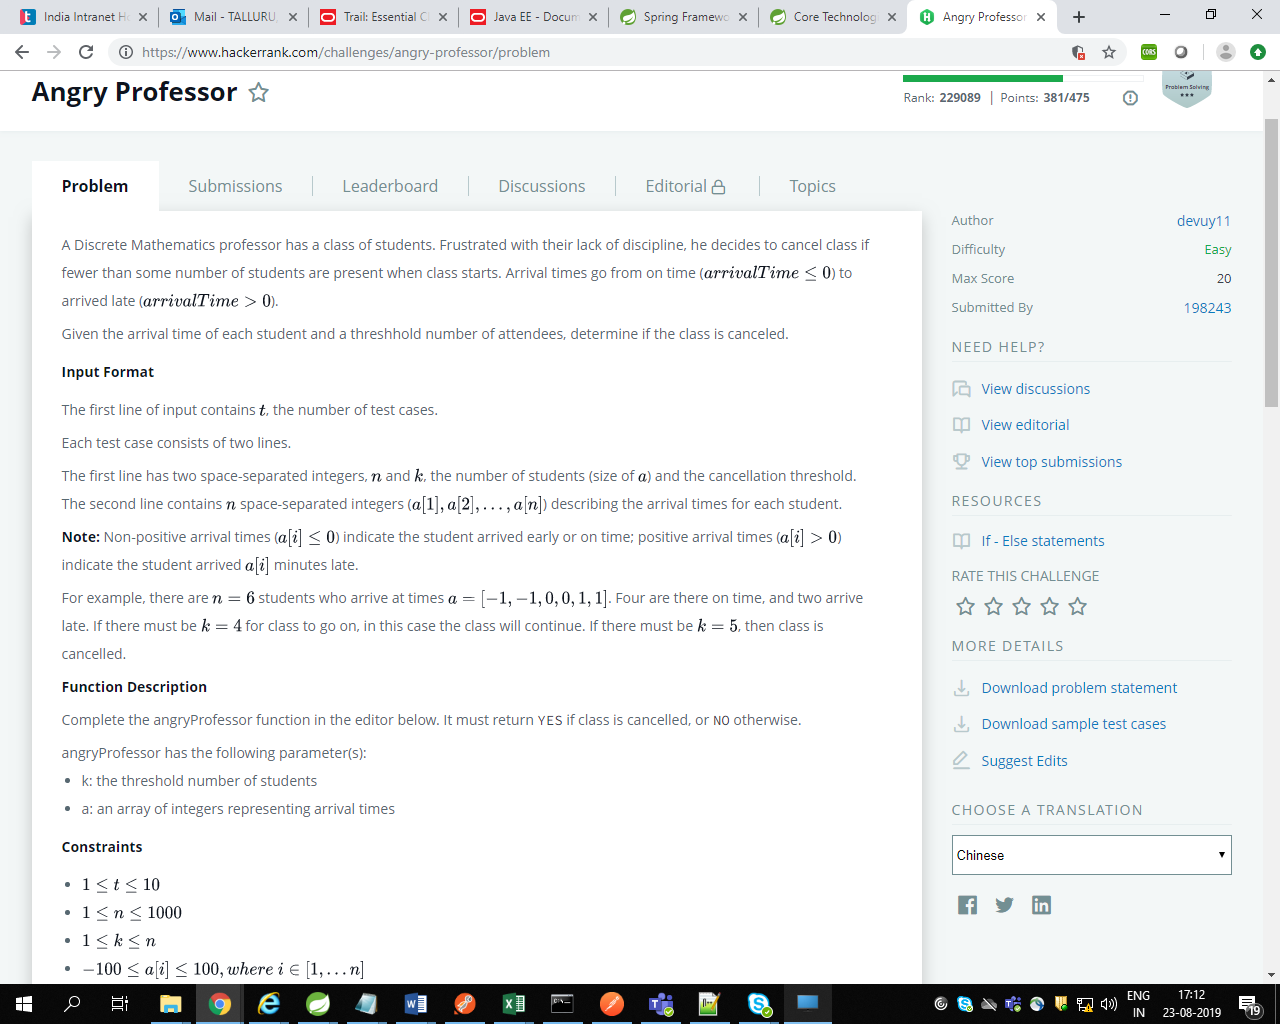 India Intranet Ho
Mail - TALLURU,
Trail: Essential C
Java EE - Docum
Spring Framewo
Core Technolog
Angry Professor
https://www.hackerrank.com/challenges/angry-professor/problem
Angry Professor
Rank: 229089 | Points: 381/475
Problem Solving
Problem
Submissions
Leaderboard
Discussions
Editorial
Topics
A Discrete Mathematics professor has a class of students. Frustrated with their lack of discipline, he decides to cancel class if
fewer than some number of students are present when class starts. Arrival times go from on time (arrivalTime ≤ 0) to
arrived late (arrivalTime > 0).
Given the arrival time of each student and a threshhold number of attendees, determine if the class is canceled.
Input Format
The first line of input contains t, the number of test cases.
Each test case consists of two lines.
The first line has two space-separated integers, n and k, the number of students (size of a) and the cancellation threshold.
The second line contains n space-separated integers (a[1], a[2], . . . , a[n]) describing the arrival times for each student.
Note: Non-positive arrival times (a[i] ≤ 0) indicate the student arrived early or on time; positive arrival times (a[i] > 0)
indicate the student arrived a[i] minutes late.
For example, there are n = 6 students who arrive at times a = [−1, −1, 0, 0, 1, 1]. Four are there on time, and two arrive
late. If there must be k = 4 for class to go on, in this case the class will continue. If there must be k = 5, then class is
cancelled.
Function Description
Complete the angryProfessor function in the editor below. It must return YES if class is cancelled, or NO otherwise.
angryProfessor has the following parameter(s):
• k: the threshold number of students
• a: an array of integers representing arrival times
Constraints
• 1 ≤ t ≤ 10
• 1 ≤ n ≤ 1000
• 1 ≤ k ≤ n
• −100 ≤ a[i] ≤ 100, where i ∈ [1, . . . n]
Author devuy11
Difficulty Easy
Max Score 20
Submitted By 198243
NEED HELP?
View discussions
View editorial
View top submissions
RESOURCES
If - Else statements
RATE THIS CHALLENGE
MORE DETAILS
Download problem statement
Download sample test cases
Suggest Edits
CHOOSE A TRANSLATION
Chinese
ENG
IN
17:12
23-08-2019
19